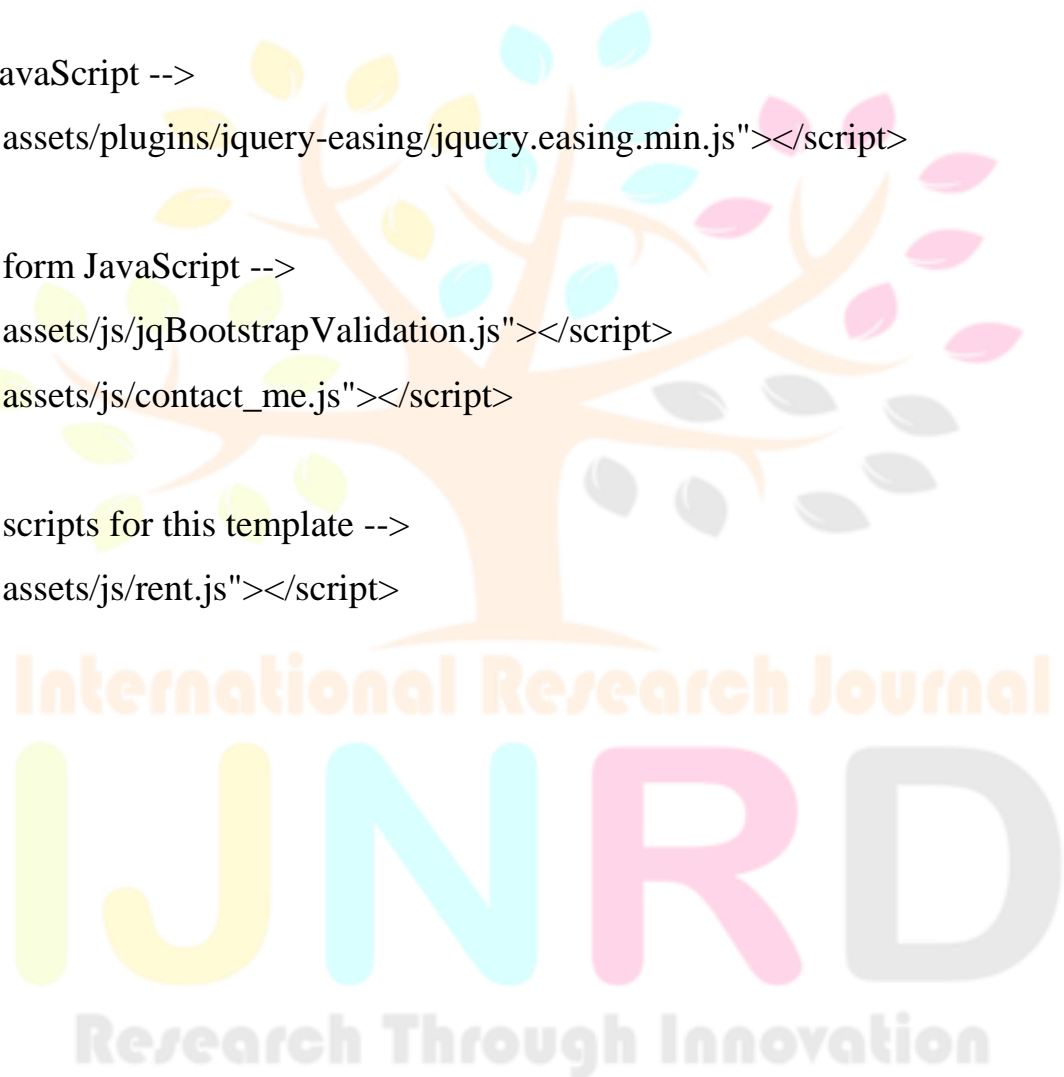 avaScript -->
assets/plugins/jquery-easing/jquery.easing.min.js"></script>
form JavaScript -->
assets/js/jqBootstrapValidation.js"></script>
assets/js/contact_me.js"></script>
scripts for this template -->
assets/js/rent.js"></script>
International Research Journal
IJNRD
Research Through Innovation